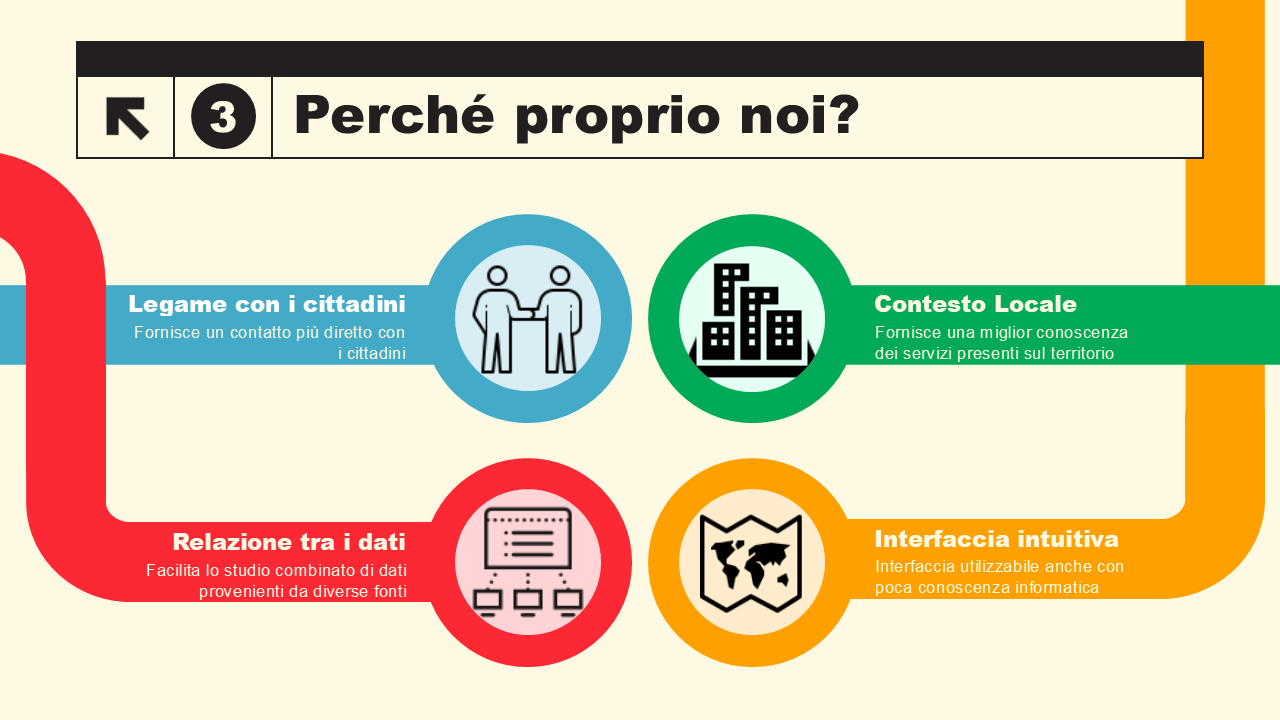 3
Perché proprio noi?
Legame con i cittadini
Fornisce un contatto più diretto con
i cittadini
Contesto Locale
Fornisce una miglior conoscenza
dei servizi presenti sul territorio
Relazione tra i dati
Facilita lo studio combinato di dati
provenienti da diverse fonti
Interfaccia intuitiva
Interfaccia utilizzabile anche con
poca conoscenza informatica